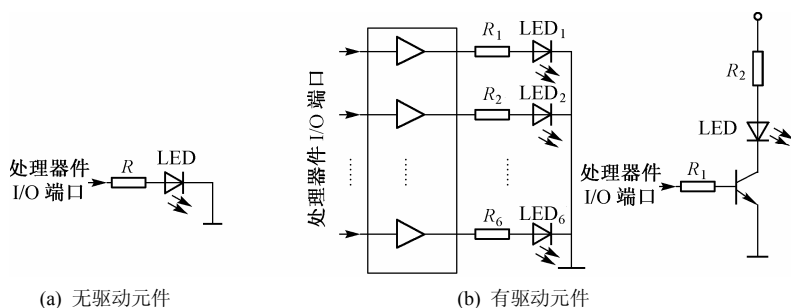 处理器件
I/O 端口
R
LED
(a) 无驱动元件
处理器件 I/O 端口
R1
LED1
R2
LED2
......
......
......
R6
LED6
R2
LED
处理器件
I/O 端口
R1
(b) 有驱动元件